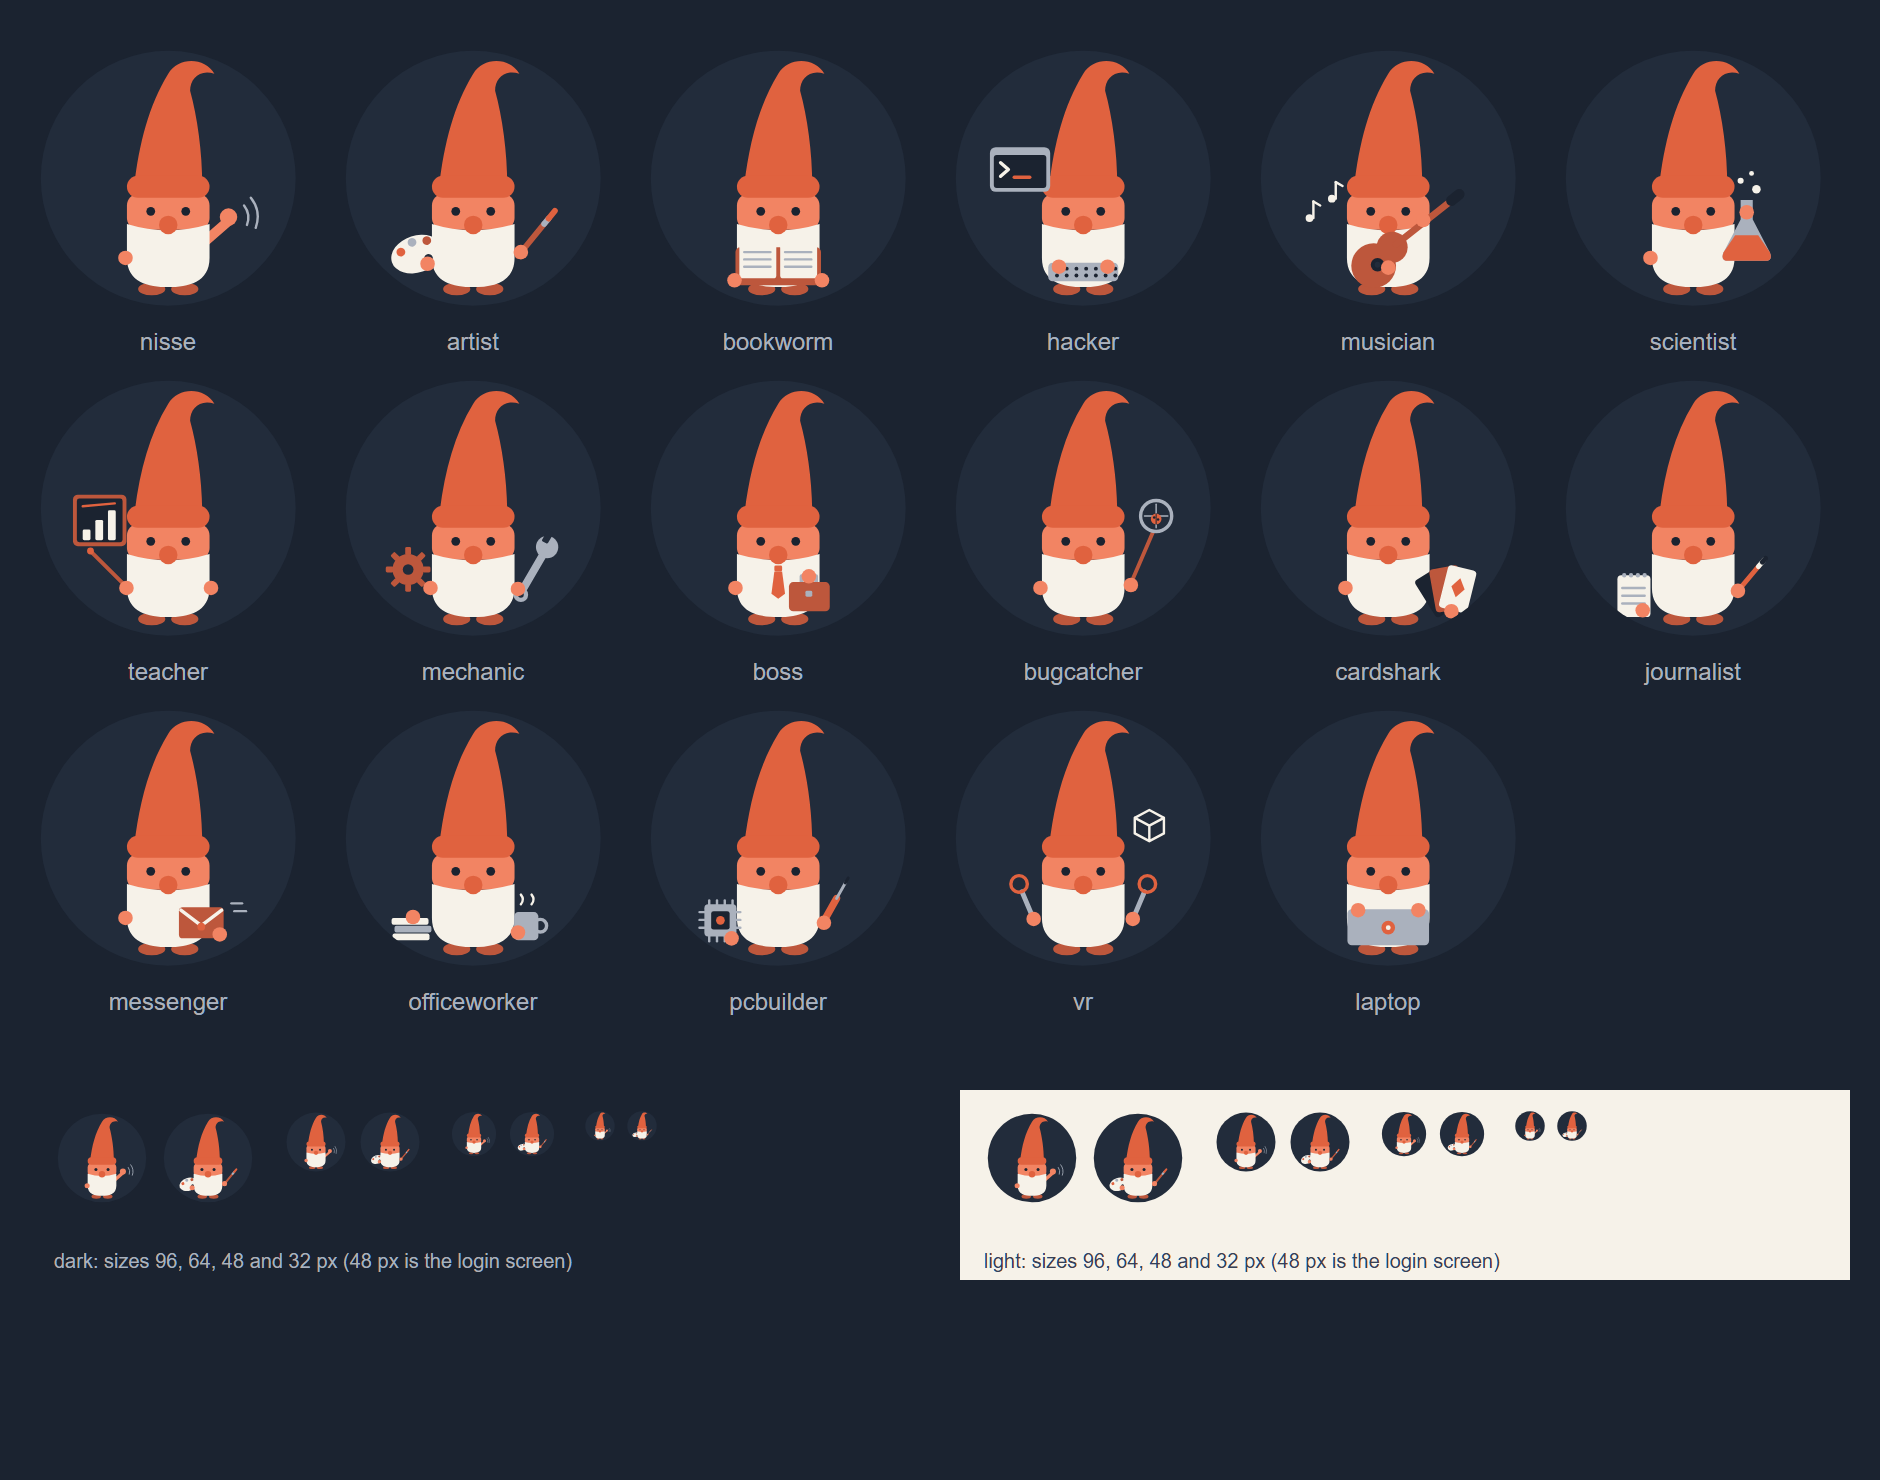 nisse
artist
bookworm
hacker
musician
scientist
teacher
mechanic
boss
bugcatcher
cardshark
journalist
messenger
officeworker
pcbuilder
vr
laptop
dark: sizes 96, 64, 48 and 32 px (48 px is the login screen)
light: sizes 96, 64, 48 and 32 px (48 px is the login screen)